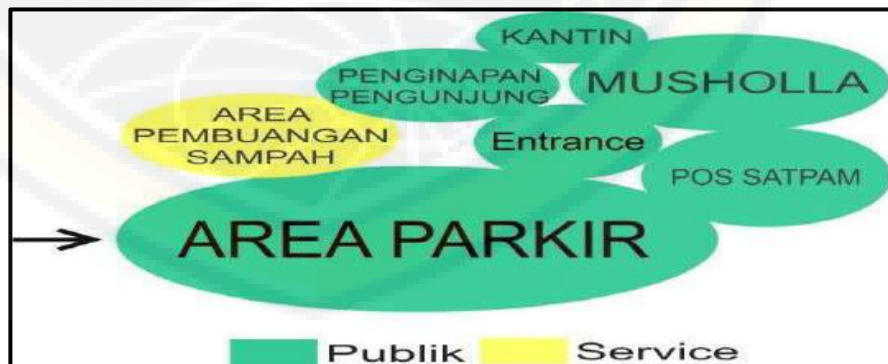 KANTIN
PENGINAPAN
PENGUNJUNG
MUSHOLLA
AREA
PEMBUANGAN
SAMPAH
Entrance
POS SATPAM
AREA PARKIR
Publik
Service